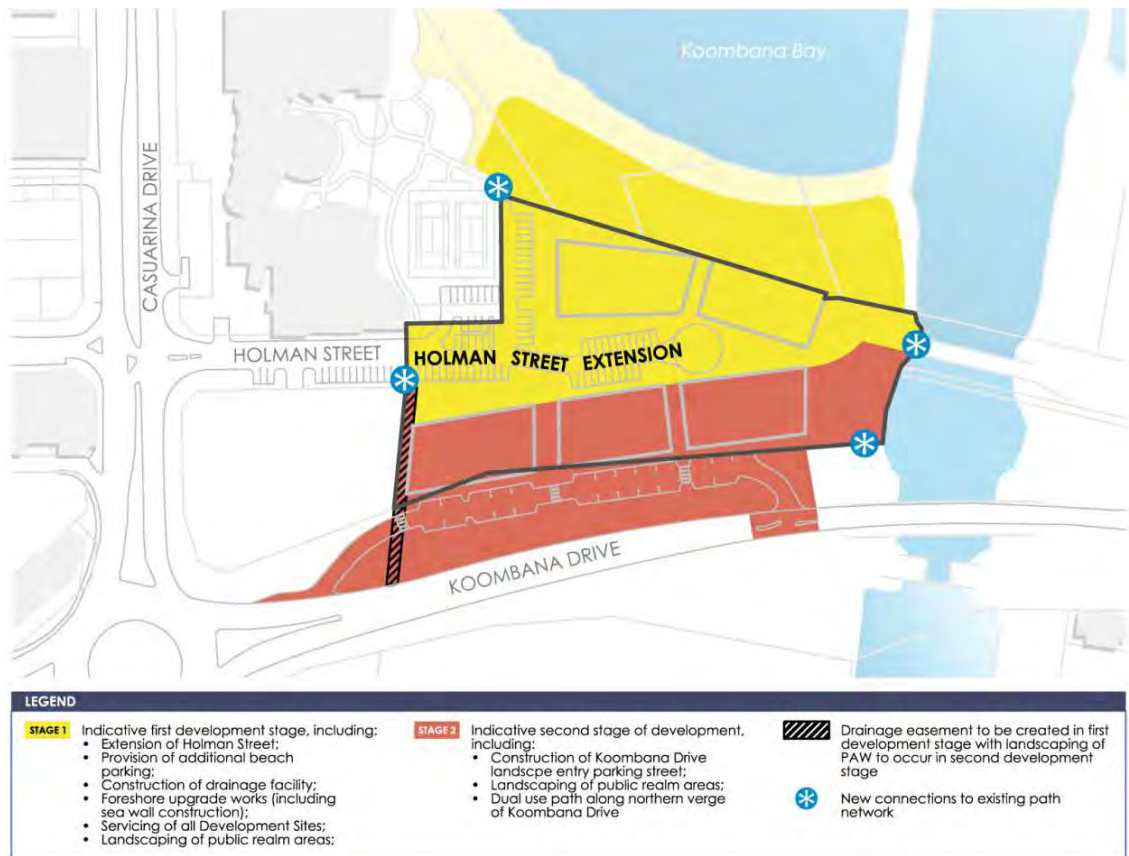 Koombana Bay
CASUARINA DRIVE
HOLMAN STREET
HOLMAN STREET EXTENSION
KOOMBANA DRIVE
LEGEND
STAGE 1
Indicative first development stage, including:
• Extension of Holman Street;
• Provision of additional beach
parking;
• Construction of drainage facility;
• Foreshore upgrade works (including
sea wall construction);
• Servicing of all Development Sites;
• Landscaping of public realm areas;
STAGE 2
Indicative second stage of development,
including:
• Construction of Koombana Drive
landscpe entry parking street;
• Landscaping of public realm areas;
• Dual use path along northern verge
of Koombana Drive
Drainage easement to be created in first
development stage with landscaping of
PAW to occur in second development
stage
New connections to existing path
network